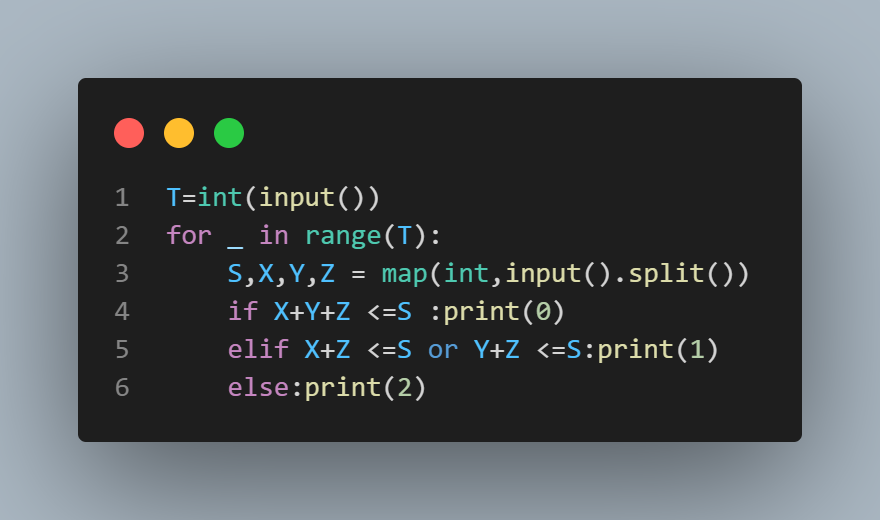 1 T=int(input())
2 for _ in range(T):
3     S,X,Y,Z = map(int,input().split())
4     if X+Y+Z <=S :print(0)
5     elif X+Z <=S or Y+Z <=S:print(1)
6     else:print(2)